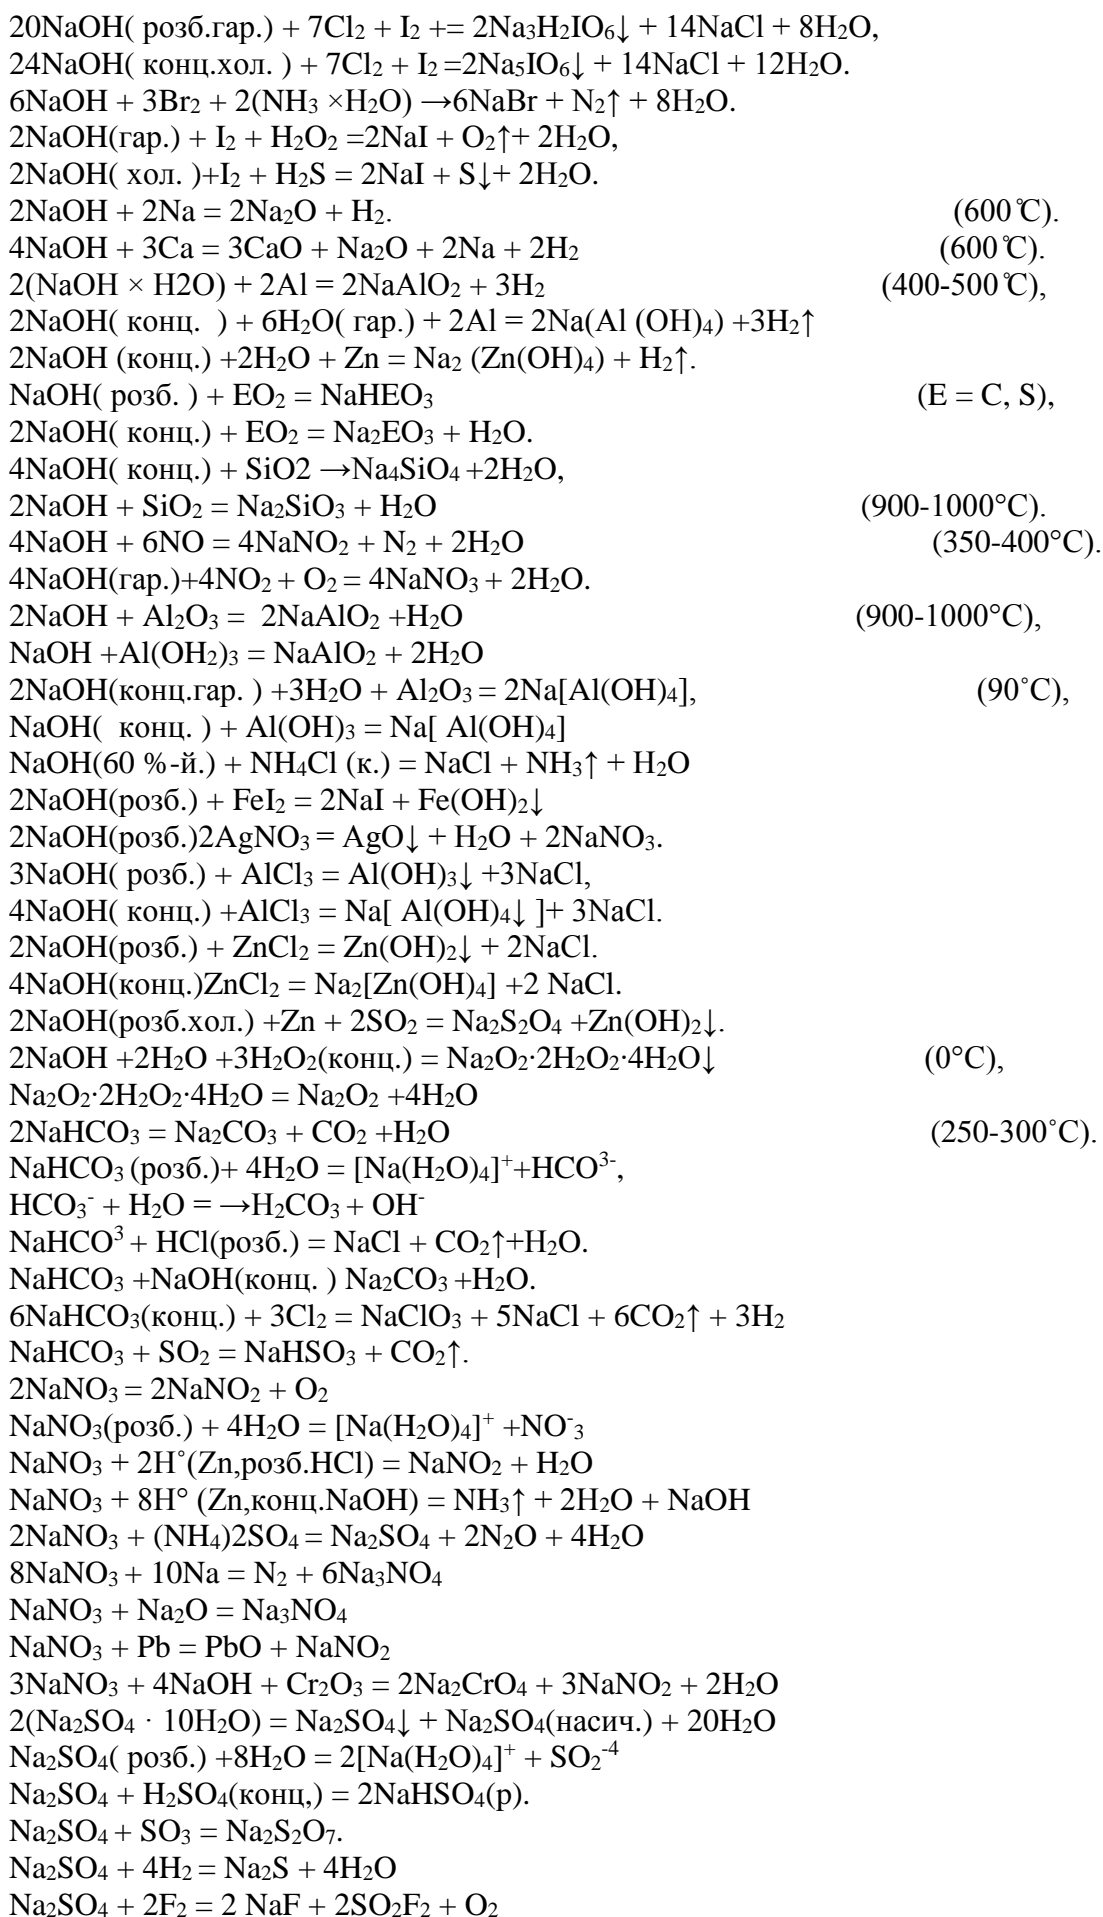 20NaOH( розб.гар.) + 7Cl₂ + I₂ += 2Na₃H₂IO₆↓ + 14NaCl + 8H₂O,
24NaOH( конц.хол. ) + 7Cl₂ + I₂ =2Na₅IO₆↓ + 14NaCl + 12H₂O.
6NaOH + 3Br₂ + 2(NH₃ ×H₂O) →6NaBr + N₂↑ + 8H₂O.
2NaOH(гар.) + I₂ + H₂O₂ =2NaI + O₂↑+ 2H₂O,
2NaOH( хол. )+I₂ + H₂S = 2NaI + S↓+ 2H₂O.
2NaOH + 2Na = 2Na₂O + H₂. (600℃).
4NaOH + 3Ca = 3CaO + Na₂O + 2Na + 2H₂ (600℃).
2(NaOH × H2O) + 2Al = 2NaAlO₂ + 3H₂ (400-500℃),
2NaOH( конц. ) + 6H₂O( гар.) + 2Al = 2Na(Al (OH)₄) +3H₂↑
2NaOH (конц.) +2H₂O + Zn = Na₂ (Zn(OH)₄) + H₂↑.
NaOH( розб. ) + EO₂ = NaHEO₃ (E = C, S),
2NaOH( конц.) + EO₂ = Na₂EO₃ + H₂O.
4NaOH( конц.) + SiO2 →Na₄SiO₄ +2H₂O,
2NaOH + SiO₂ = Na₂SiO₃ + H₂O (900-1000°C).
4NaOH + 6NO = 4NaNO₂ + N₂ + 2H₂O (350-400°C).
4NaOH(гар.)+4NO₂ + O₂ = 4NaNO₃ + 2H₂O.
2NaOH + Al₂O₃ = 2NaAlO₂ +H₂O (900-1000°C),
NaOH +Al(OH₂)₃ = NaAlO₂ + 2H₂O
2NaOH(конц.гар. ) +3H₂O + Al₂O₃ = 2Na[Al(OH)₄], (90˚C),
NaOH( конц. ) + Al(OH)₃ = Na[ Al(OH)₄]
NaOH(60 %-й.) + NH₄Cl (к.) = NaCl + NH₃↑ + H₂O
2NaOH(розб.) + FeI₂ = 2NaI + Fe(OH)₂↓
2NaOH(розб.)2AgNO₃ = AgO↓ + H₂O + 2NaNO₃.
3NaOH( розб.) + AlCl₃ = Al(OH)₃↓ +3NaCl,
4NaOH( конц.) +AlCl₃ = Na[ Al(OH)₄↓ ]+ 3NaCl.
2NaOH(розб.) + ZnCl₂ = Zn(OH)₂↓ + 2NaCl.
4NaOH(конц.)ZnCl₂ = Na₂[Zn(OH)₄] +2 NaCl.
2NaOH(розб.хол.) +Zn + 2SO₂ = Na₂S₂O₄ +Zn(OH)₂↓.
2NaOH +2H₂O +3H₂O₂(конц.) = Na₂O₂·2H₂O₂·4H₂O↓ (0°C),
Na₂O₂·2H₂O₂·4H₂O = Na₂O₂ +4H₂O
2NaHCO₃ = Na₂CO₃ + CO₂ +H₂O (250-300˚C).
NaHCO₃ (розб.)+ 4H₂O = [Na(H₂O)₄]⁺+HCO³⁻,
HCO₃⁻ + H₂O = →H₂CO₃ + OH⁻
NaHCO³ + HCl(розб.) = NaCl + CO₂↑+H₂O.
NaHCO₃ +NaOH(конц. ) Na₂CO₃ +H₂O.
6NaHCO₃(конц.) + 3Cl₂ = NaClO₃ + 5NaCl + 6CO₂↑ + 3H₂
NaHCO₃ + SO₂ = NaHSO₃ + CO₂↑.
2NaNO₃ = 2NaNO₂ + O₂
NaNO₃(розб.) + 4H₂O = [Na(H₂O)₄]⁺ +NO⁻₃
NaNO₃ + 2H˚(Zn,розб.HCl) = NaNO₂ + H₂O
NaNO₃ + 8H° (Zn,конц.NaOH) = NH₃↑ + 2H₂O + NaOH
2NaNO₃ + (NH₄)2SO₄ = Na₂SO₄ + 2N₂O + 4H₂O
8NaNO₃ + 10Na = N₂ + 6Na₃NO₄
NaNO₃ + Na₂O = Na₃NO₄
NaNO₃ + Pb = PbO + NaNO₂
3NaNO₃ + 4NaOH + Cr₂O₃ = 2Na₂CrO₄ + 3NaNO₂ + 2H₂O
2(Na₂SO₄ · 10H₂O) = Na₂SO₄↓ + Na₂SO₄(насич.) + 20H₂O
Na₂SO₄( розб.) +8H₂O = 2[Na(H₂O)₄]⁺ + SO₂⁻⁴
Na₂SO₄ + H₂SO₄(конц,) = 2NaHSO₄(р).
Na₂SO₄ + SO₃ = Na₂S₂O₇.
Na₂SO₄ + 4H₂ = Na₂S + 4H₂O
Na₂SO₄ + 2F₂ = 2 NaF + 2SO₂F₂ + O₂